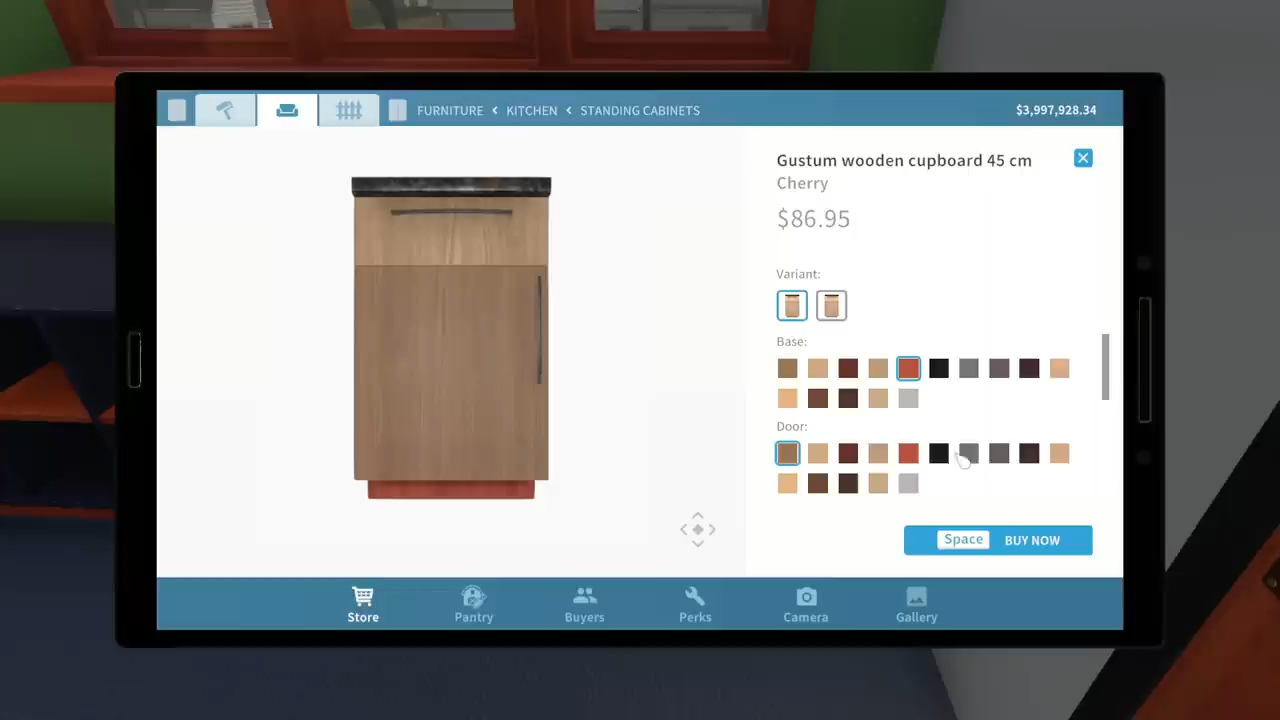 FURNITURE < KITCHEN < STANDING CABINETS
$3,997,928.34
Gustum wooden cupboard 45 cm
Cherry
$86.95
Variant:
Base:
Door:
Space BUY NOW
Store
Pantry
Buyers
Perks
Camera
Gallery